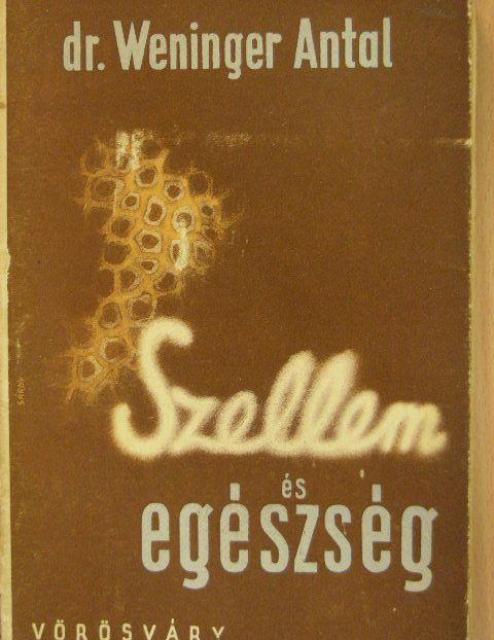 dr. Weninger Antal
Szellem
és
egészség
VÖRÖSVÁRY